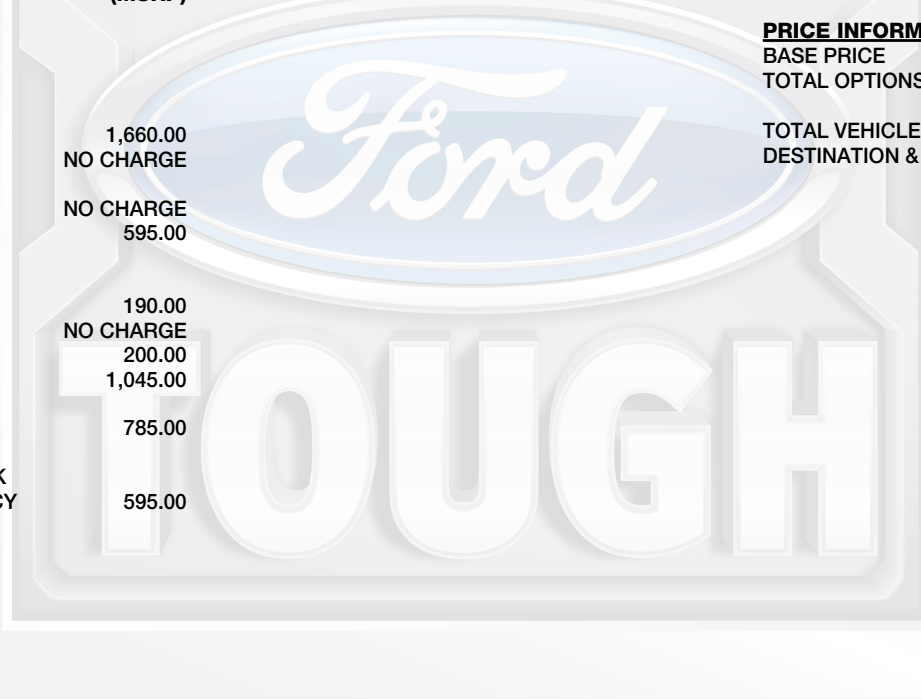 PRICE INFORM
BASE PRICE
TOTAL OPTIONS
TOTAL VEHICLE
DESTINATION &
1,660.00
NO CHARGE
NO CHARGE
595.00
190.00
NO CHARGE
200.00
1,045.00
785.00
K
CY
595.00
Ford
TOUGH